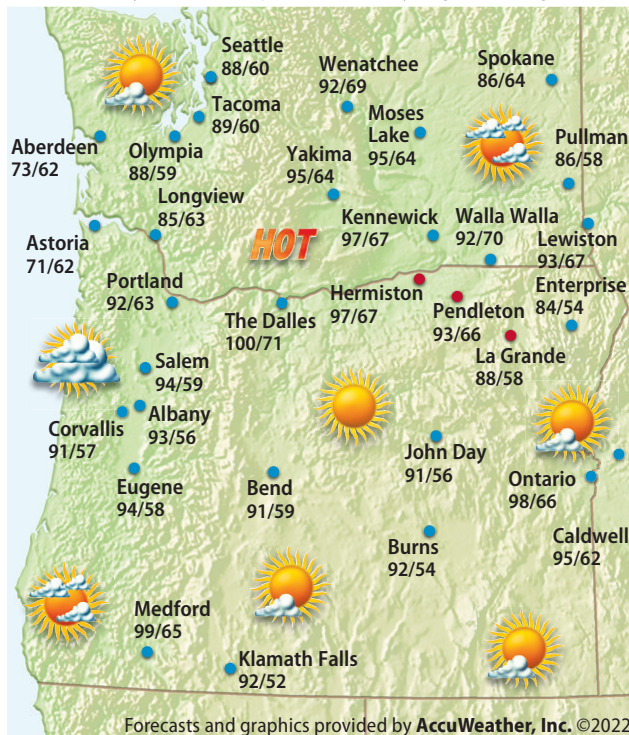 Seattle
88/60
Wenatchee
92/69
Spokane
86/64
Tacoma
89/60
Moses
Lake
95/64
Aberdeen
73/62
Olympia
88/59
Yakima
95/64
Pullman
86/58
Longview
85/63
Kennewick
97/67
Walla Walla
92/70
Lewiston
93/67
Astoria
71/62
HOT
Portland
92/63
The Dalles
100/71
Hermiston
97/67
Pendleton
93/66
Enterprise
84/54
La Grande
88/58
Salem
94/59
Albany
93/56
Corvallis
91/57
Eugene
94/58
Bend
91/59
John Day
91/56
Ontario
98/66
Burns
92/54
Caldwell
95/62
Medford
99/65
Klamath Falls
92/52
Forecasts and graphics provided by AccuWeather, Inc. ©2022